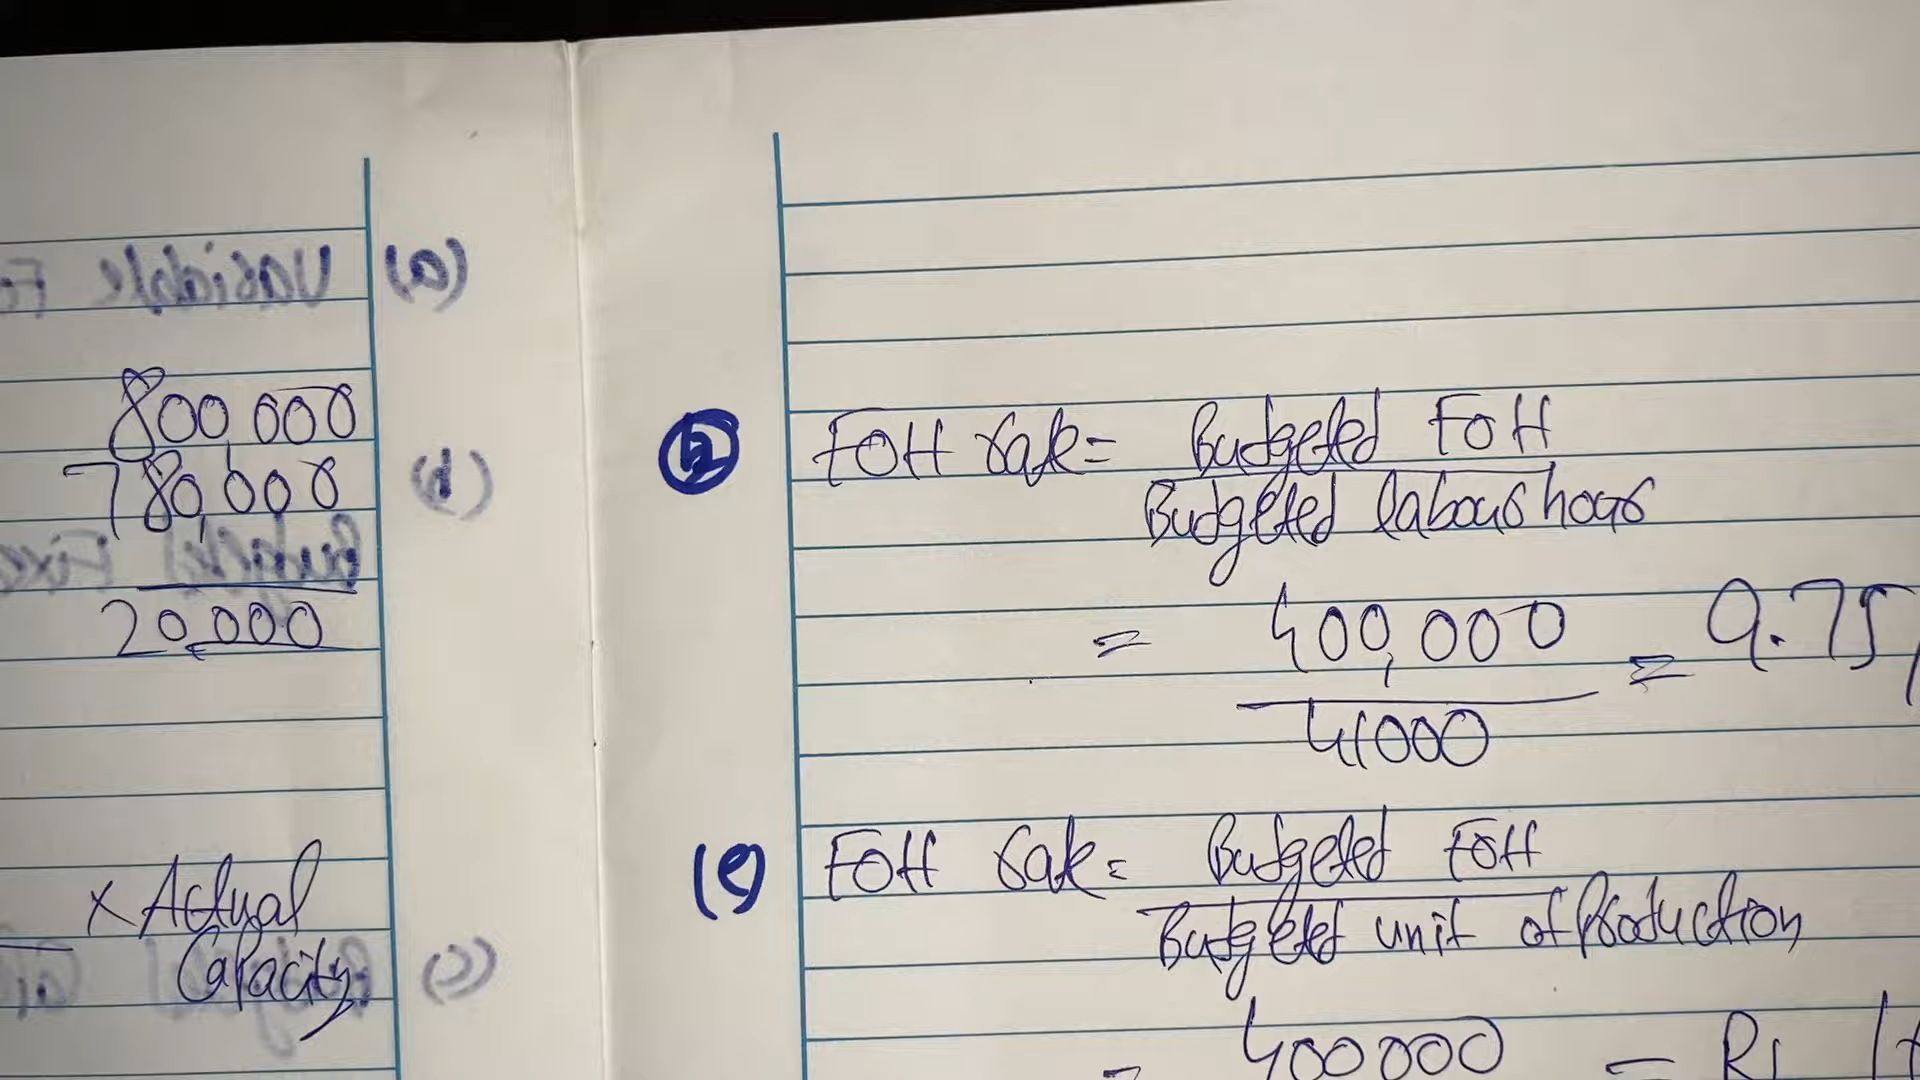 800,000
780,000
20,000
× Actual
Capacity
(b) FOH rate = Budgeted FOH
Budgeted labour hour
= 400,000 = 9.75
41000
(c) FOH rate = Budgeted FOH
Budgeted unit of Production
= 400000 =